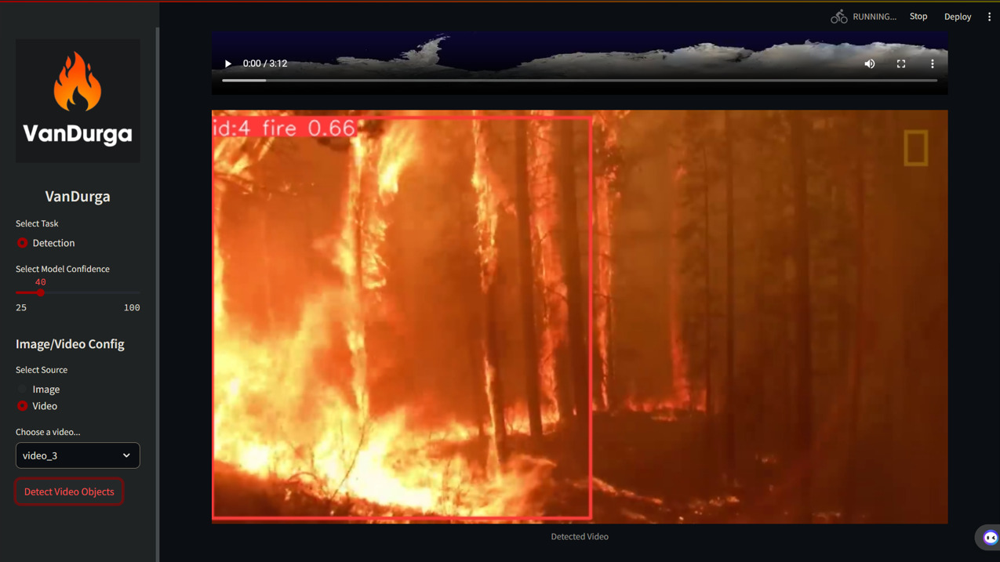 RUNNING...
Stop
Deploy
VanDurga
VanDurga
Select Task
Detection
Select Model Confidence
40
25 100
Image/Video Config
Select Source
Image
Video
Choose a video...
video_3
Detect Video Objects
0:00 / 3:12
id:4 fire 0.66
Detected Video